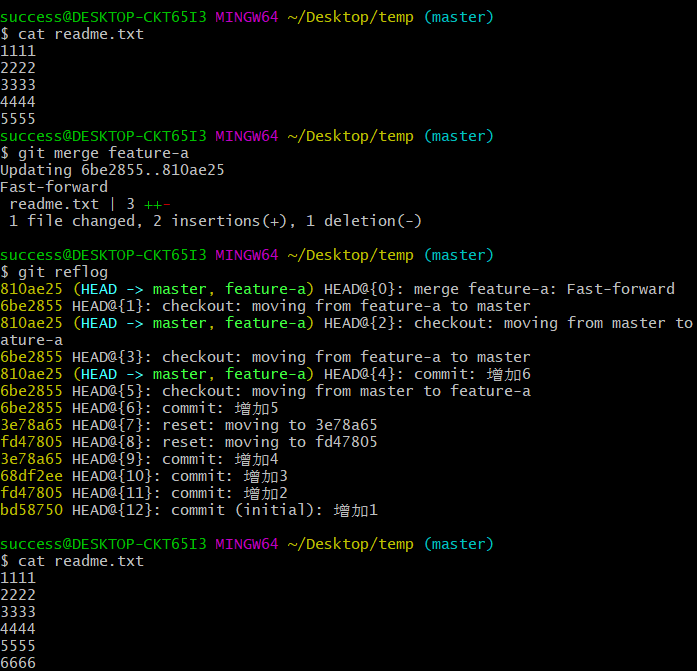 success@DESKTOP-CKT65I3 MINGW64 ~/Desktop/temp (master)
$ cat readme.txt
1111
2222
3333
4444
5555
success@DESKTOP-CKT65I3 MINGW64 ~/Desktop/temp (master)
$ git merge feature-a
Updating 6be2855..810ae25
Fast-forward
 readme.txt | 3 ++-
 1 file changed, 2 insertions(+), 1 deletion(-)
success@DESKTOP-CKT65I3 MINGW64 ~/Desktop/temp (master)
$ git reflog
810ae25 (HEAD -> master, feature-a) HEAD@{0}: merge feature-a: Fast-forward
6be2855 HEAD@{1}: checkout: moving from feature-a to master
810ae25 (HEAD -> master, feature-a) HEAD@{2}: checkout: moving from master to
ature-a
6be2855 HEAD@{3}: checkout: moving from feature-a to master
810ae25 (HEAD -> master, feature-a) HEAD@{4}: commit: 增加6
6be2855 HEAD@{5}: checkout: moving from master to feature-a
6be2855 HEAD@{6}: commit: 增加5
3e78a65 HEAD@{7}: reset: moving to 3e78a65
fd47805 HEAD@{8}: reset: moving to fd47805
3e78a65 HEAD@{9}: commit: 增加4
68df2ee HEAD@{10}: commit: 增加3
fd47805 HEAD@{11}: commit: 增加2
bd58750 HEAD@{12}: commit (initial): 增加1
success@DESKTOP-CKT65I3 MINGW64 ~/Desktop/temp (master)
$ cat readme.txt
1111
2222
3333
4444
5555
6666